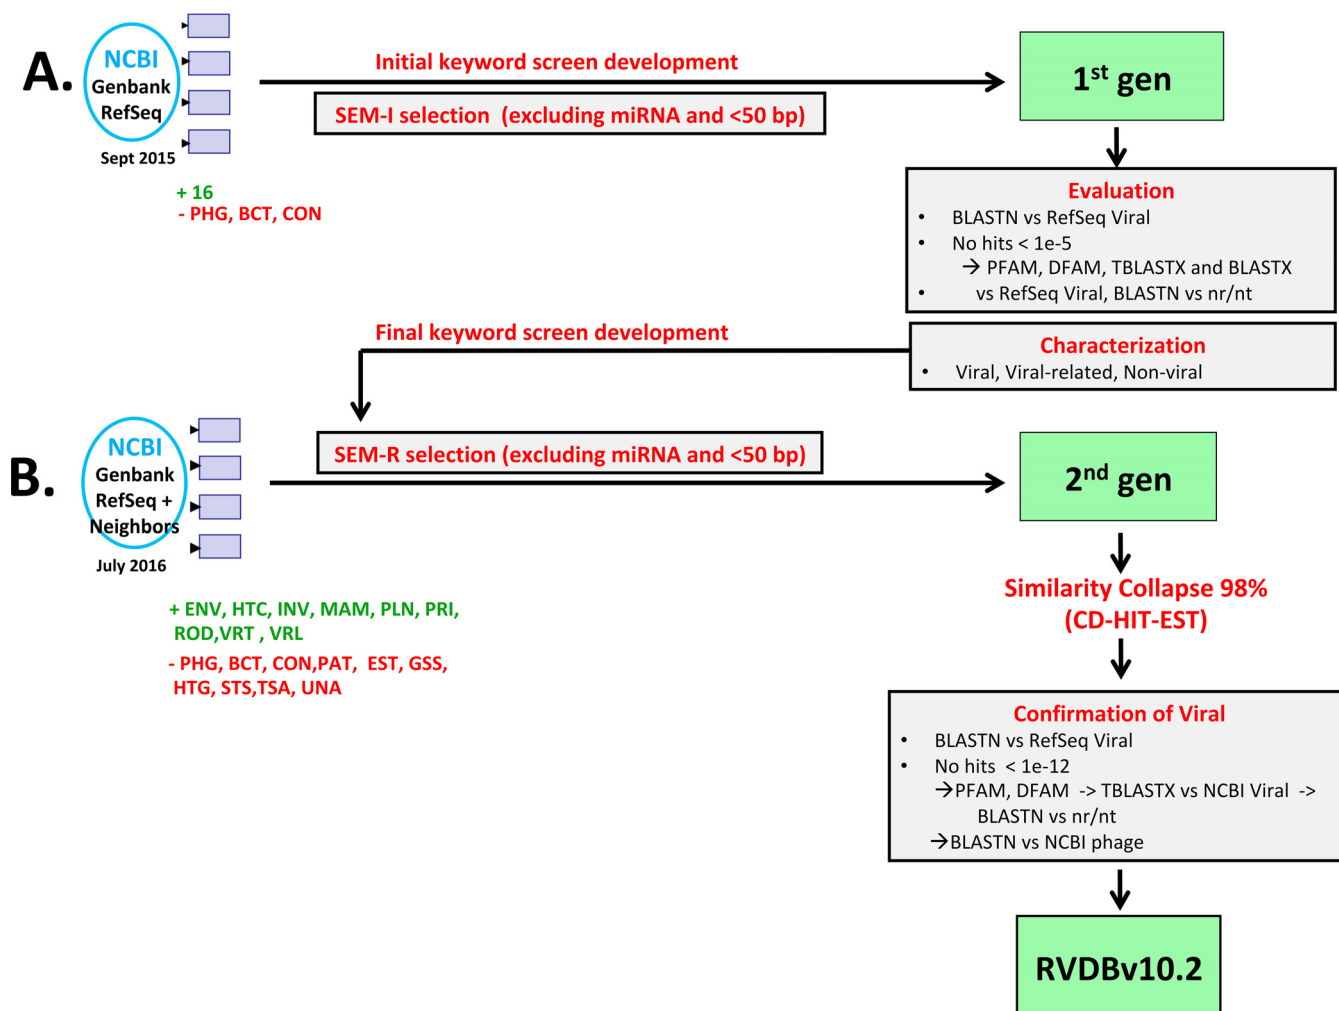 A.
NCBI
Genbank
RefSeq
Sept 2015
+ 16
- PHG, BCT, CON
Initial keyword screen development
SEM-I selection (excluding miRNA and <50 bp)
1st gen
Evaluation
• BLASTN vs RefSeq Viral
• No hits < 1e-5
→ PFAM, DFAM, TBLASTX and BLASTX
• vs RefSeq Viral, BLASTN vs nr/nt
Characterization
• Viral, Viral-related, Non-viral
Final keyword screen development
B.
NCBI
Genbank
RefSeq +
Neighbors
July 2016
+ ENV, HTC, INV, MAM, PLN, PRI,
ROD,VRT , VRL
- PHG, BCT, CON,PAT, EST, GSS,
HTG, STS,TSA, UNA
SEM-R selection (excluding miRNA and <50 bp)
2nd gen
Similarity Collapse 98%
(CD-HIT-EST)
Confirmation of Viral
• BLASTN vs RefSeq Viral
• No hits < 1e-12
→PFAM, DFAM -> TBLASTX vs NCBI Viral ->
BLASTN vs nr/nt
→BLASTN vs NCBI phage
RVDBv10.2